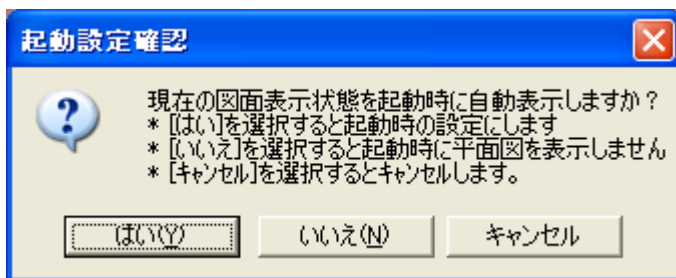 起動設定確認
現在の図面表示状態を起動時に自動表示しますか？
* [はい]を選択すると起動時の設定にします
* [いいえ]を選択すると起動時に平面図を表示しません
* [キャンセル]を選択するとキャンセルします。
はい(Y) いいえ(N) キャンセル